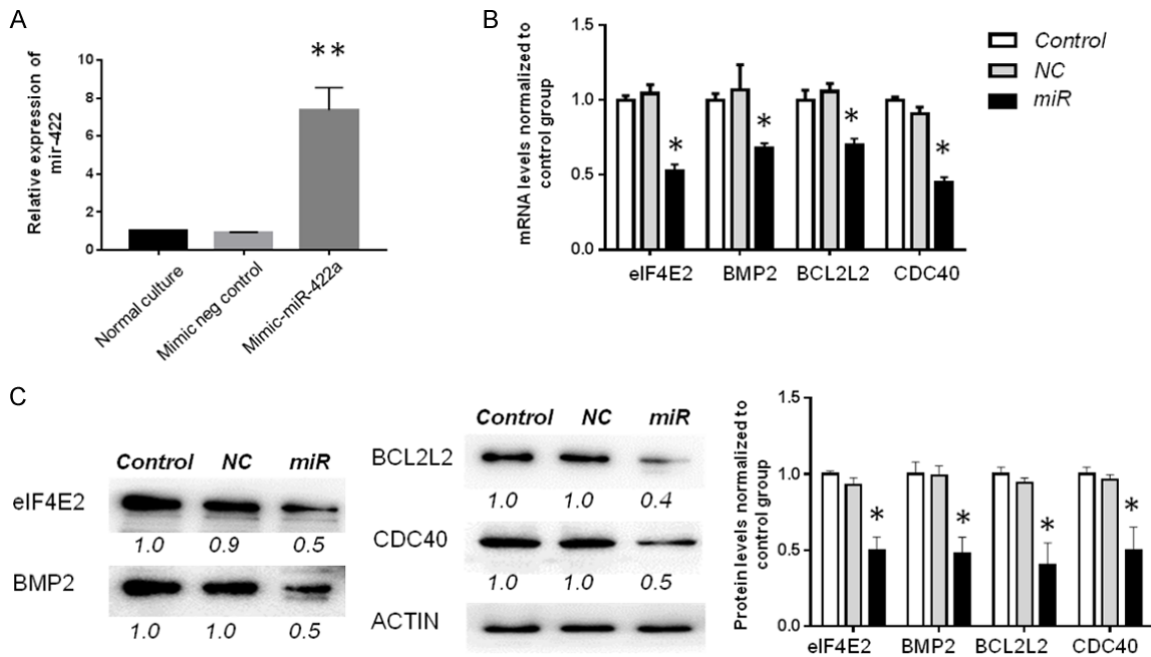 A
Relative expression of
mir-422
10
8
6
4
2
0
**
Normal culture
Mimic neg control
Mimic-miR-422a
B
mRNA levels normalized to
control group
1.5
1.0
0.5
0.0
* * * *
eIF4E2 BMP2 BCL2L2 CDC40
Control
NC
miR
C
Control NC miR
eIF4E2
1.0 0.9 0.5
BMP2
1.0 1.0 0.5
Control NC miR
BCL2L2
1.0 1.0 0.4
CDC40
1.0 1.0 0.5
ACTIN
Protein levels normalized to
control group
1.5
1.0
0.5
0.0
* * * *
eIF4E2 BMP2 BCL2L2 CDC40